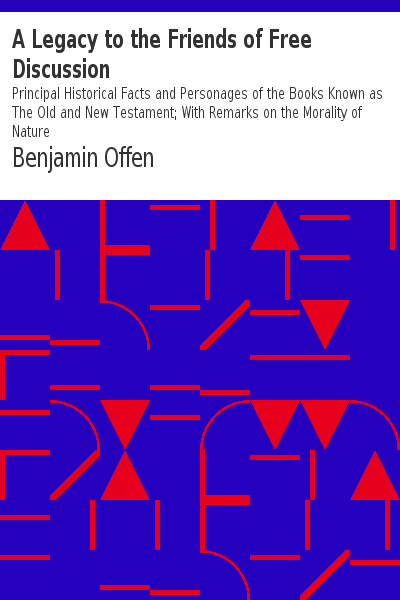 A Legacy to the Friends of Free
Discussion
Principal Historical Facts and Personages of the Books Known as
The Old and New Testament; With Remarks on the Morality of
Nature
Benjamin Offen